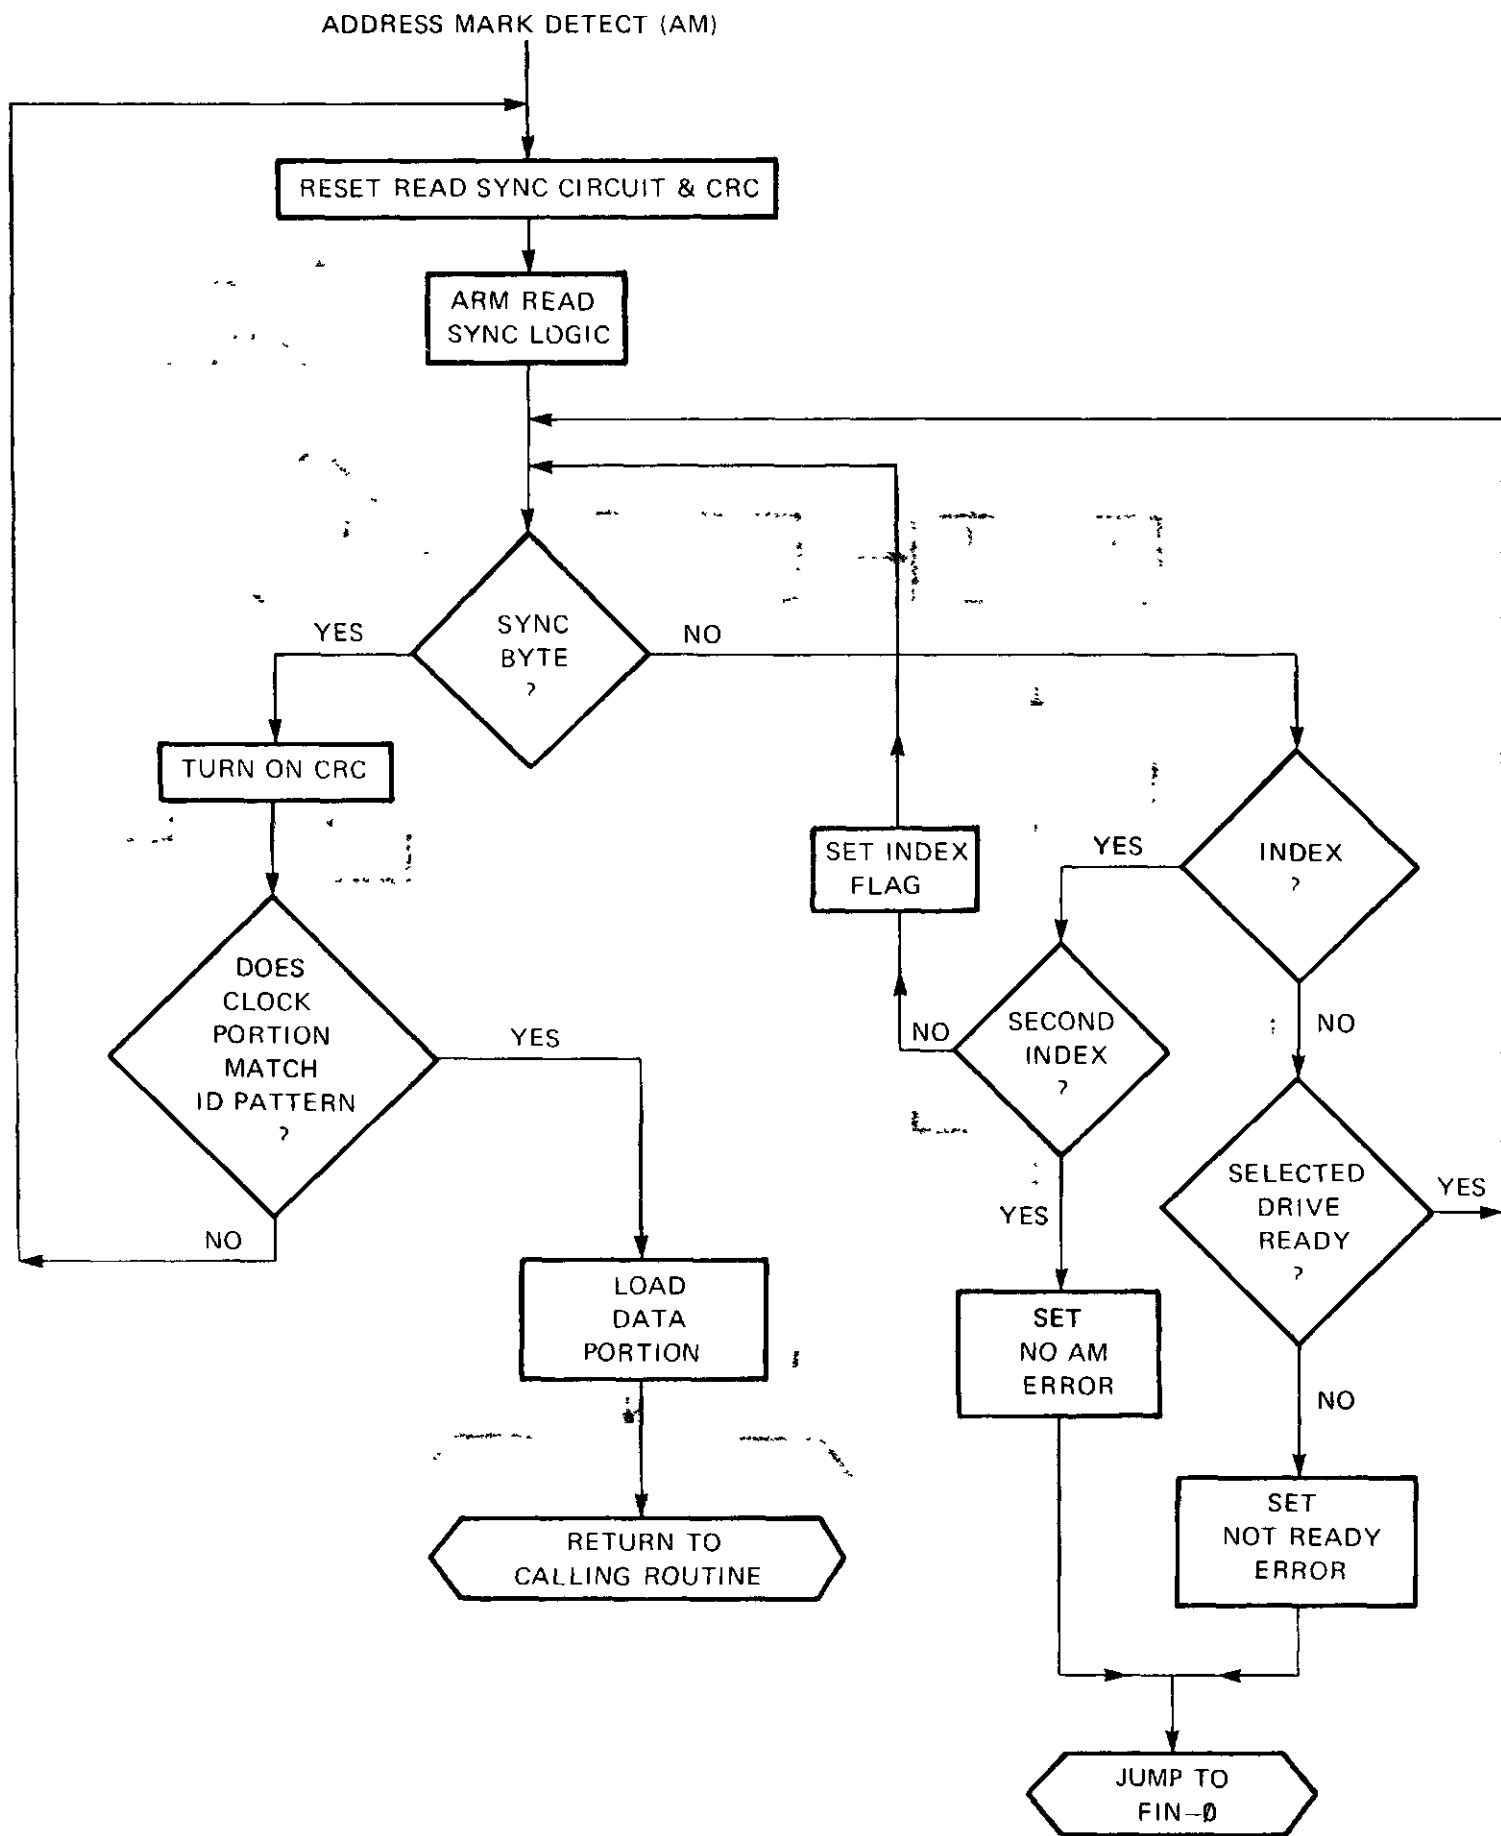 ADDRESS MARK DETECT (AM)
RESET READ SYNC CIRCUIT & CRC
ARM READ
SYNC LOGIC
SYNC
BYTE
?
YES
NO
TURN ON CRC
DOES
CLOCK
PORTION
MATCH
ID PATTERN
?
YES
NO
LOAD
DATA
PORTION
RETURN TO
CALLING ROUTINE
SET INDEX
FLAG
INDEX
?
YES
NO
SECOND
INDEX
?
NO
YES
SELECTED
DRIVE
READY
?
YES
NO
SET
NO AM
ERROR
SET
NOT READY
ERROR
JUMP TO
FIN–Ø